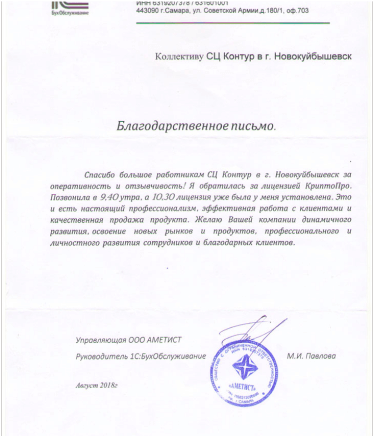 ИНН 6319207378 / 631601001
443090 г.Самара, ул. Советской Армии,д.180/1, оф.703
БухОбслуживание
Коллективу СЦ Контур в г. Новокуйбышевск
Благодарственное письмо.
Спасибо большое работникам СЦ Контур в г. Новокуйбышевск за
оперативность и отзывчивость! Я обратилась за лицензией КриптоПро.
Позвонила в 9,40 утра, а 10,30 лицензия уже была у меня установлена. Это
и есть настоящий профессионализм, эффективная работа с клиентами и
качественная продажа продукта. Желаю Вашей компании динамичного
развития, освоение новых рынков и продуктов, профессионального и
личностного развития сотрудников и благодарных клиентов.
Управляющая ООО АМЕТИСТ
Руководитель 1С:БухОбслуживание
М.И. Павлова
«АМЕТИСТ»
Август 2018г